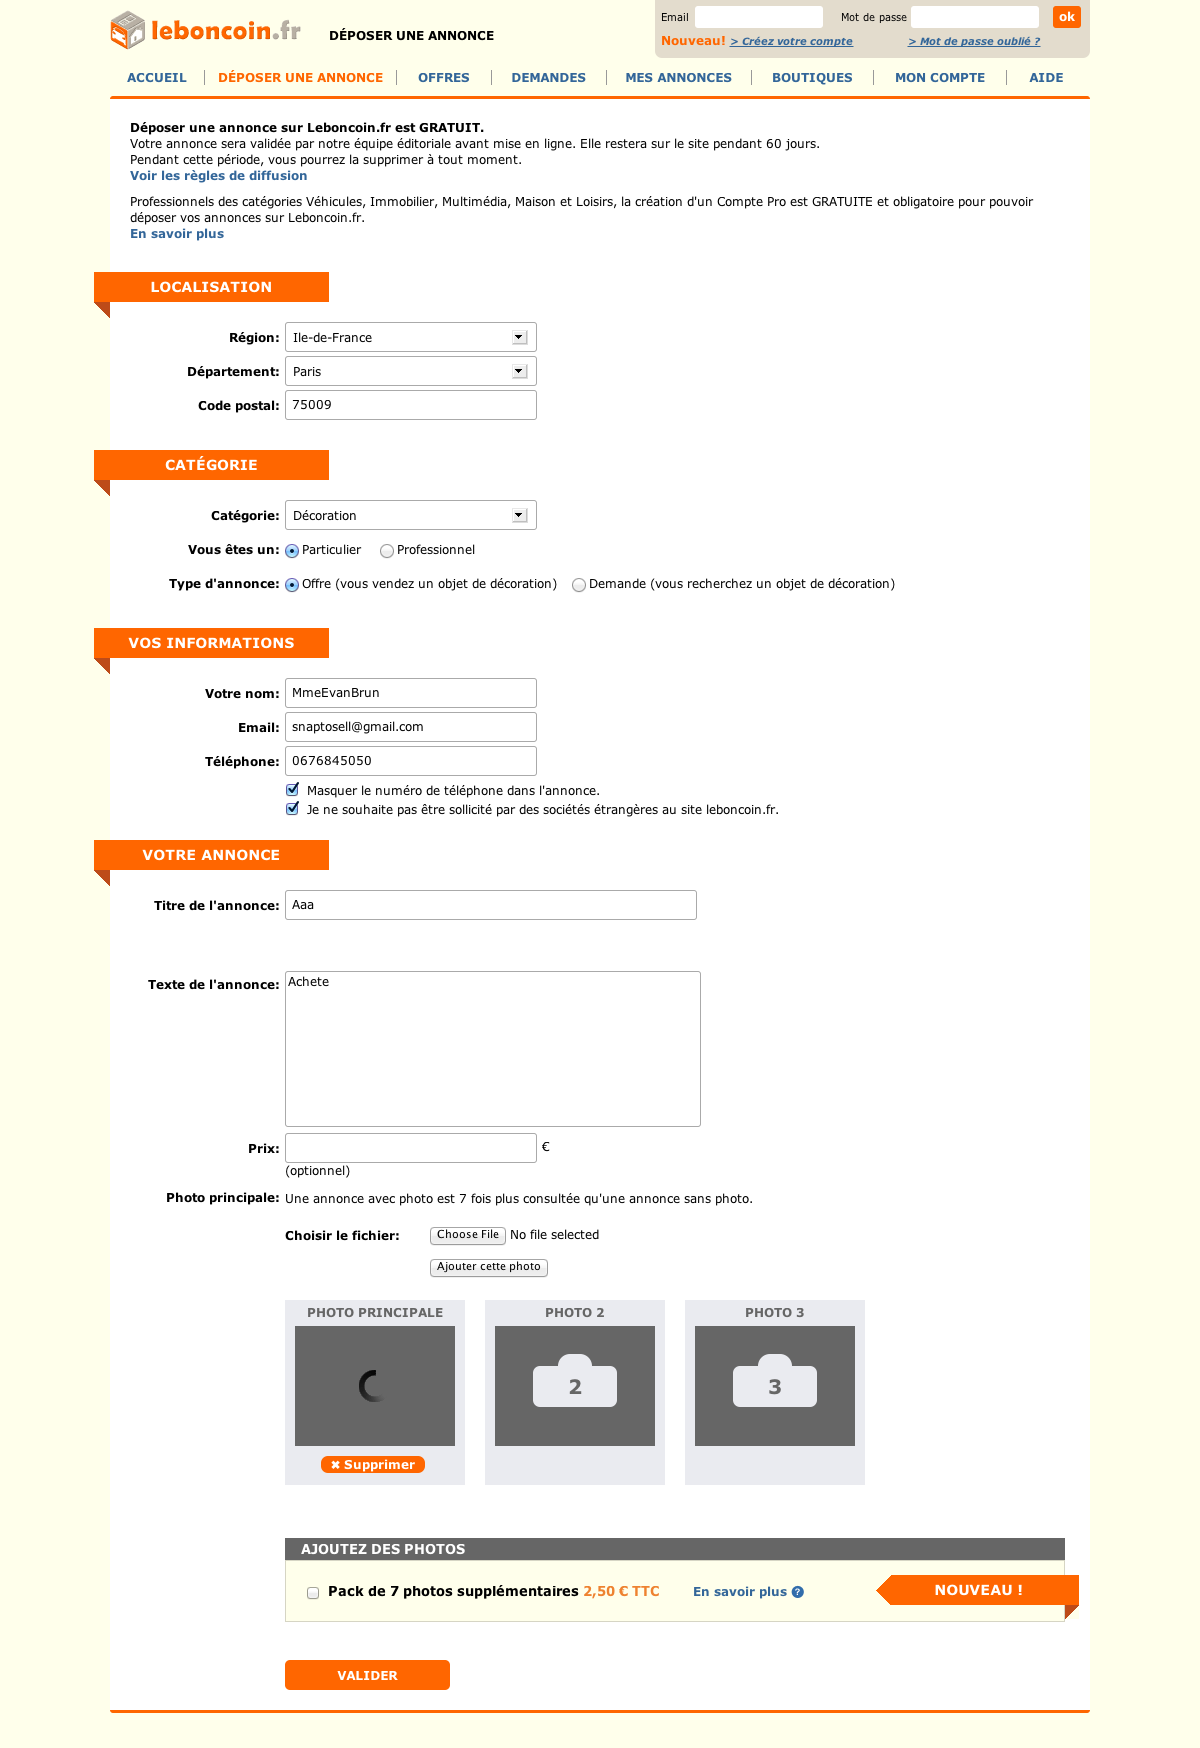 leboncoin.fr
DÉPOSER UNE ANNONCE
Email
Mot de passe
ok
Nouveau! > Créez votre compte > Mot de passe oublié ?
ACCUEIL DÉPOSER UNE ANNONCE OFFRES DEMANDES MES ANNONCES BOUTIQUES MON COMPTE AIDE
Déposer une annonce sur Leboncoin.fr est GRATUIT.
Votre annonce sera validée par notre équipe éditoriale avant mise en ligne. Elle restera sur le site pendant 60 jours.
Pendant cette période, vous pourrez la supprimer à tout moment.
Voir les règles de diffusion
Professionnels des catégories Véhicules, Immobilier, Multimédia, Maison et Loisirs, la création d'un Compte Pro est GRATUITE et obligatoire pour pouvoir
déposer vos annonces sur Leboncoin.fr.
En savoir plus
LOCALISATION
Région: Ile-de-France
Département: Paris
Code postal: 75009
CATÉGORIE
Catégorie: Décoration
Vous êtes un: Particulier Professionnel
Type d'annonce: Offre (vous vendez un objet de décoration) Demande (vous recherchez un objet de décoration)
VOS INFORMATIONS
Votre nom: MmeEvanBrun
Email: snaptosell@gmail.com
Téléphone: 0676845050
Masquer le numéro de téléphone dans l'annonce.
Je ne souhaite pas être sollicité par des sociétés étrangères au site leboncoin.fr.
VOTRE ANNONCE
Titre de l'annonce: Aaa
Texte de l'annonce: Achete
Prix: €
(optionnel)
Photo principale: Une annonce avec photo est 7 fois plus consultée qu'une annonce sans photo.
Choisir le fichier: Choose File No file selected
Ajouter cette photo
PHOTO PRINCIPALE PHOTO 2 PHOTO 3
2 3
✖ Supprimer
AJOUTEZ DES PHOTOS
Pack de 7 photos supplémentaires 2,50 € TTC En savoir plus ? NOUVEAU !
VALIDER